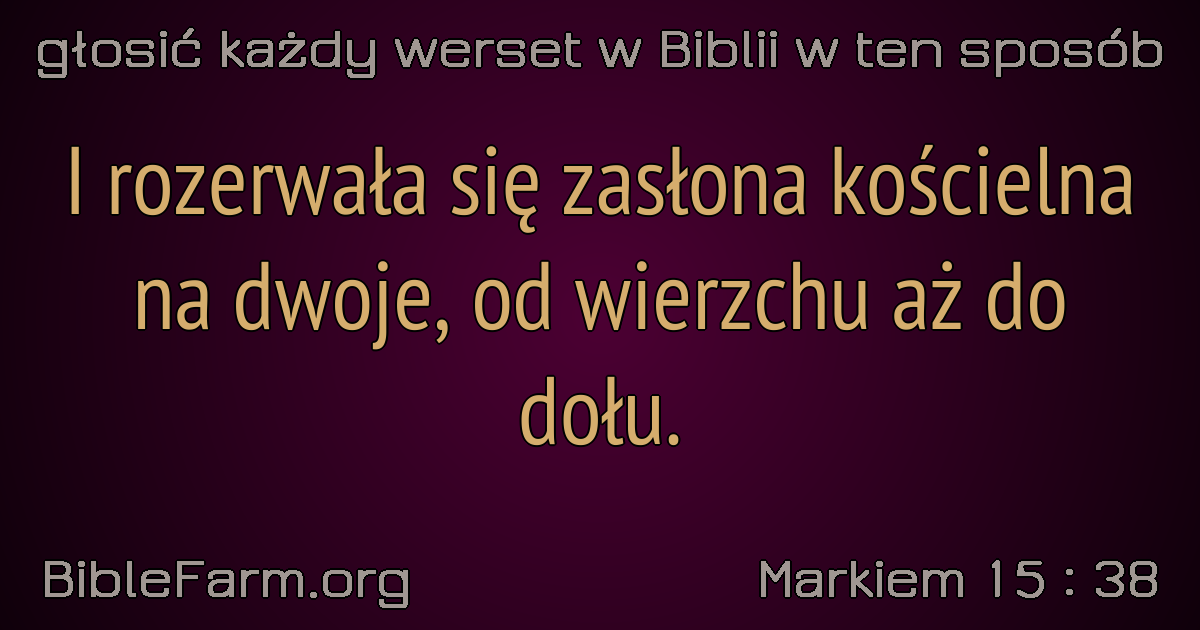 głosić każdy werset w Biblii w ten sposób
I rozerwała się zasłona kościelna
na dwoje, od wierzchu aż do
dołu.
BibleFarm.org
Markiem 15 : 38